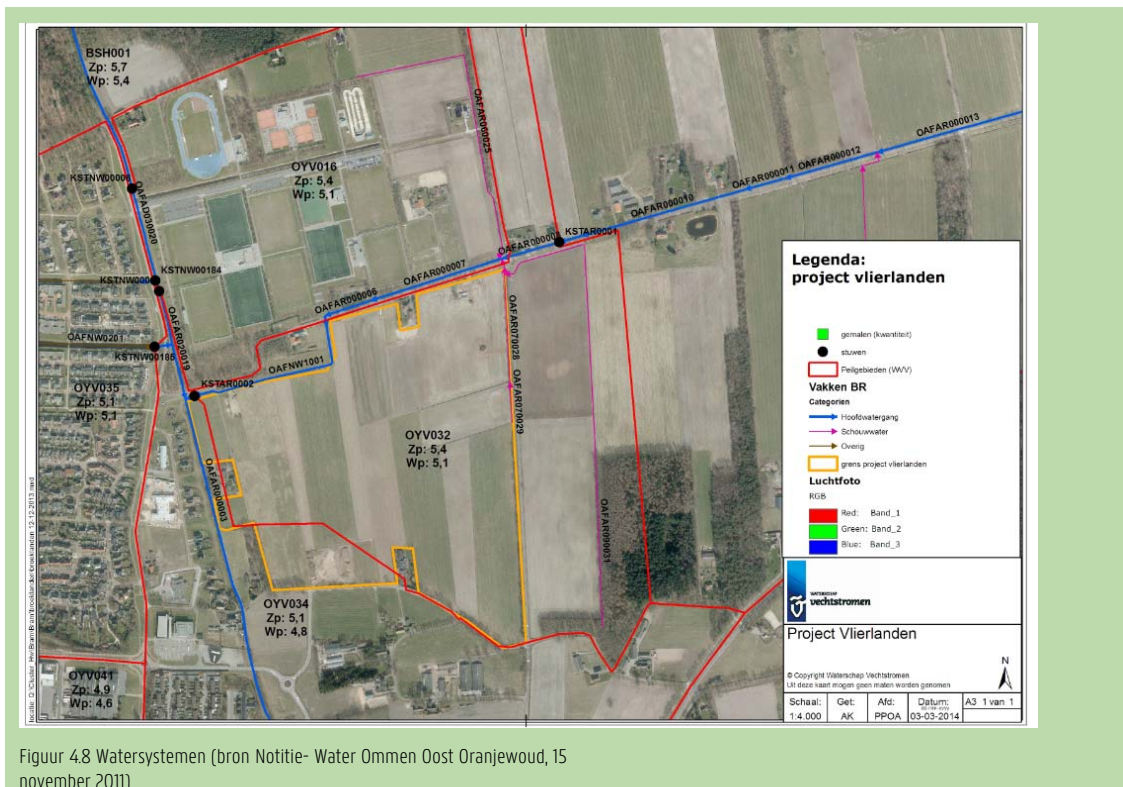 BSH001
Zp: 5,7
Wp: 5,4
OAFAR060025
OAFAR000013
OAFAR000012
OAFAR000011
OAFAR000010
KSTAR0001
OYV016
Zp: 5,4
Wp: 5,1
OAFAD030020
KSTNW00184
OAFAR000007
OAFAR000006
OAFAR020019
OAFNW0201
KSTNW00185
OAFNW1001
KSTAR0002
OAFAR070028
OAFAR070029
OYV035
Zp: 5,1
Wp: 5,1
OYV032
Zp: 5,4
Wp: 5,1
OAFAR000003
OAFAR090031
OYV034
Zp: 5,1
Wp: 4,8
OYV041
Zp: 4,9
Wp: 4,6
Legenda:
project vlierlanden
gemalen (kwantiteit)
stuwen
Peilgebieden (WVV)
Vakken BR
Categorien
Hoofdwatergang
Schouwwater
Overig
grens project vlierlanden
Luchtfoto
RGB
Red: Band_1
Green: Band_2
Blue: Band_3
WATERSCHAP
vechtstromen
Project Vlierlanden
N
© Copyright Waterschap Vechtstromen
Uit deze kaart mogen geen maten worden genomen
Schaal: Get: Afd: Datum: A3 1 van 1
1:4.000 AK PPOA 03-03-2014
Figuur 4.8 Watersystemen (bron Notitie- Water Ommen Oost Oranjewoud, 15
november 2011)